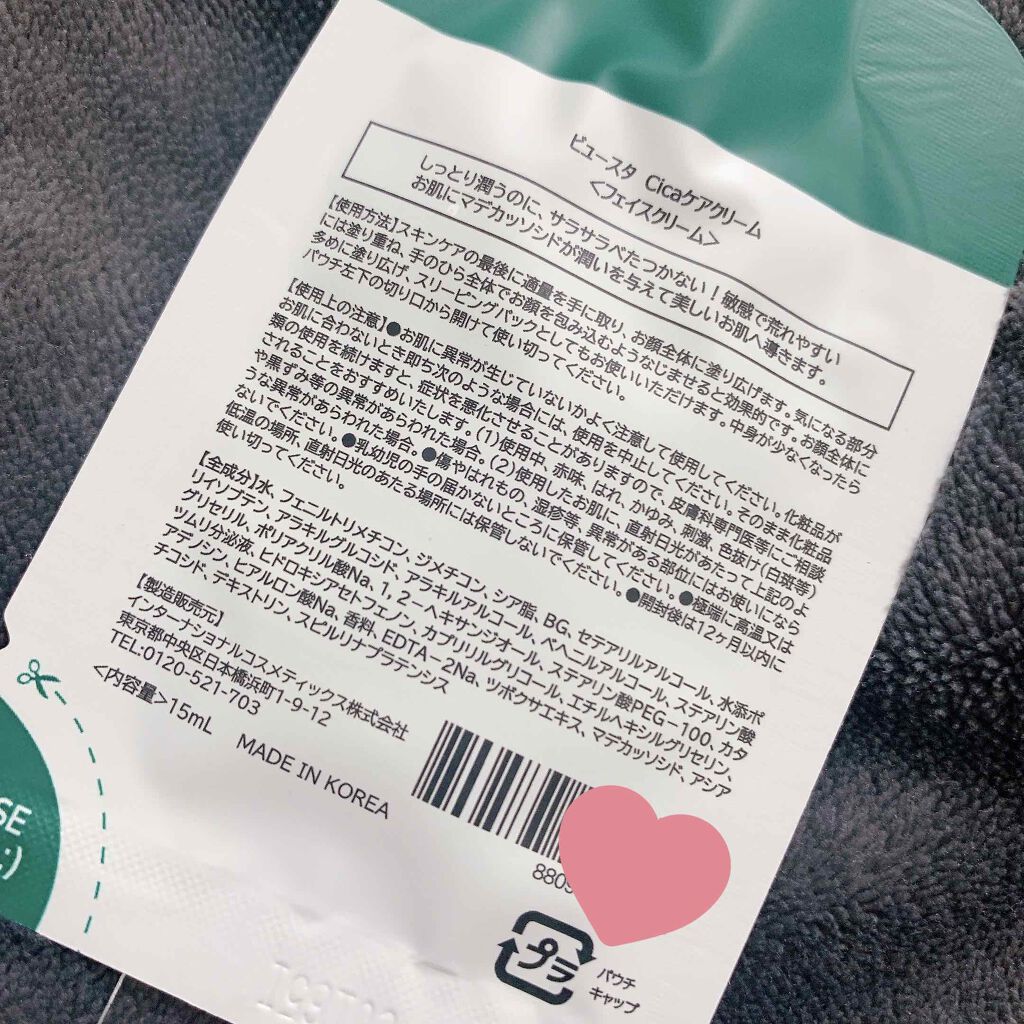 ビュースタ Cicaケアクリーム
<フェイスクリーム>
しっとり潤うのに、サラサラべたつかない！敏感で荒れやすい
お肌にマデカッソシドが潤いを与えて美しいお肌へ導きます。
【使用方法】スキンケアの最後に適量を手に取り、お顔全体に塗り広げます。気になる部分
には塗り重ね、手のひら全体でお顔を包み込むようなじませると効果的です。お顔全体に
多めに塗り広げ、スリーピングパックとしてもお使いいただけます。中身が少なくなったら
パウチ左下の切り口から開けて使い切ってください。
【使用上の注意】●お肌に異常が生じていないかよく注意して使用してください。化粧品が
お肌に合わないとき即ち次のような場合には、使用を中止してください。そのまま化粧品
類の使用を続けますと、症状を悪化させることがありますので、皮膚科専門医等にご相談
されることをおすすめいたします。(1)使用中、赤味、はれ、かゆみ、刺激、色抜け(白斑等)
や黒ずみ等の異常があらわれた場合。(2)使用したお肌に、直射日光があたって上記のよ
うな異常があらわれた場合。●傷やはれもの、湿疹等、異常がある部位にはお使いになら
ないでください。●乳幼児の手の届かないところに保管してください。●極端に高温又は
低温の場所、直射日光のあたる場所には保管しないでください。●開封後は12ヶ月以内に
使い切ってください。
【全成分】水、フェニルトリメチコン、ジメチコン、シア脂、BG、セテアリルアルコール、水添ポ
リイソブテン、アラキルグルコシド、アラキルアルコール、ベヘニルアルコール、ステアリン酸
グリセリル、ポリアクリル酸Na、1，2－ヘキサンジオール、ステアリン酸PEG－100、カタ
ツムリ分泌液、ヒドロキシアセトフェノン、カプリリルグリコール、エチルヘキシルグリセリン、
アデノシン、ヒアルロン酸Na、香料、EDTA－2Na、ツボクサエキス、マデカッソシド、アシア
チコシド、デキストリン、スピルリナプラテンシス
【製造販売元】
インターナショナルコスメティックス株式会社
東京都中央区日本橋浜町1-9-12
TEL:0120-521-703
<内容量>15mL
MADE IN KOREA
8809
プラ
パウチ
キャップ
SE
:)